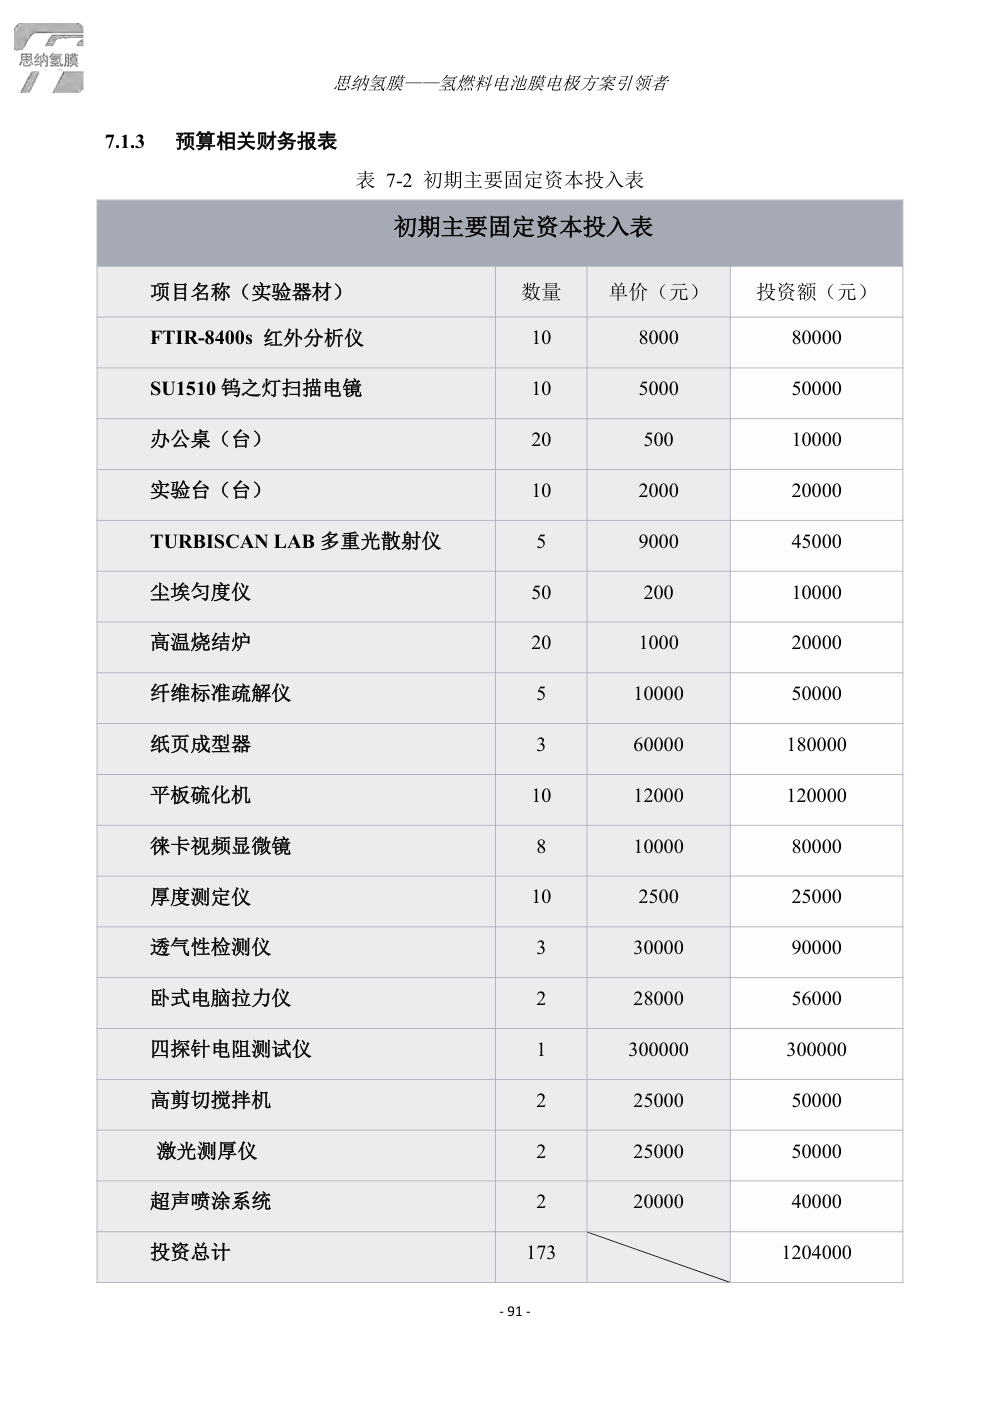 思纳氢膜
思纳氢膜——氢燃料电池膜电极方案引领者
7.1.3 预算相关财务报表
表 7-2 初期主要固定资本投入表
初期主要固定资本投入表
项目名称（实验器材） 数量 单价（元） 投资额（元）
FTIR-8400s 红外分析仪 10 8000 80000
SU1510 钨之灯扫描电镜 10 5000 50000
办公桌（台） 20 500 10000
实验台（台） 10 2000 20000
TURBISCAN LAB 多重光散射仪 5 9000 45000
尘埃匀度仪 50 200 10000
高温烧结炉 20 1000 20000
纤维标准疏解仪 5 10000 50000
纸页成型器 3 60000 180000
平板硫化机 10 12000 120000
徕卡视频显微镜 8 10000 80000
厚度测定仪 10 2500 25000
透气性检测仪 3 30000 90000
卧式电脑拉力仪 2 28000 56000
四探针电阻测试仪 1 300000 300000
高剪切搅拌机 2 25000 50000
激光测厚仪 2 25000 50000
超声喷涂系统 2 20000 40000
投资总计 173 1204000
- 91 -